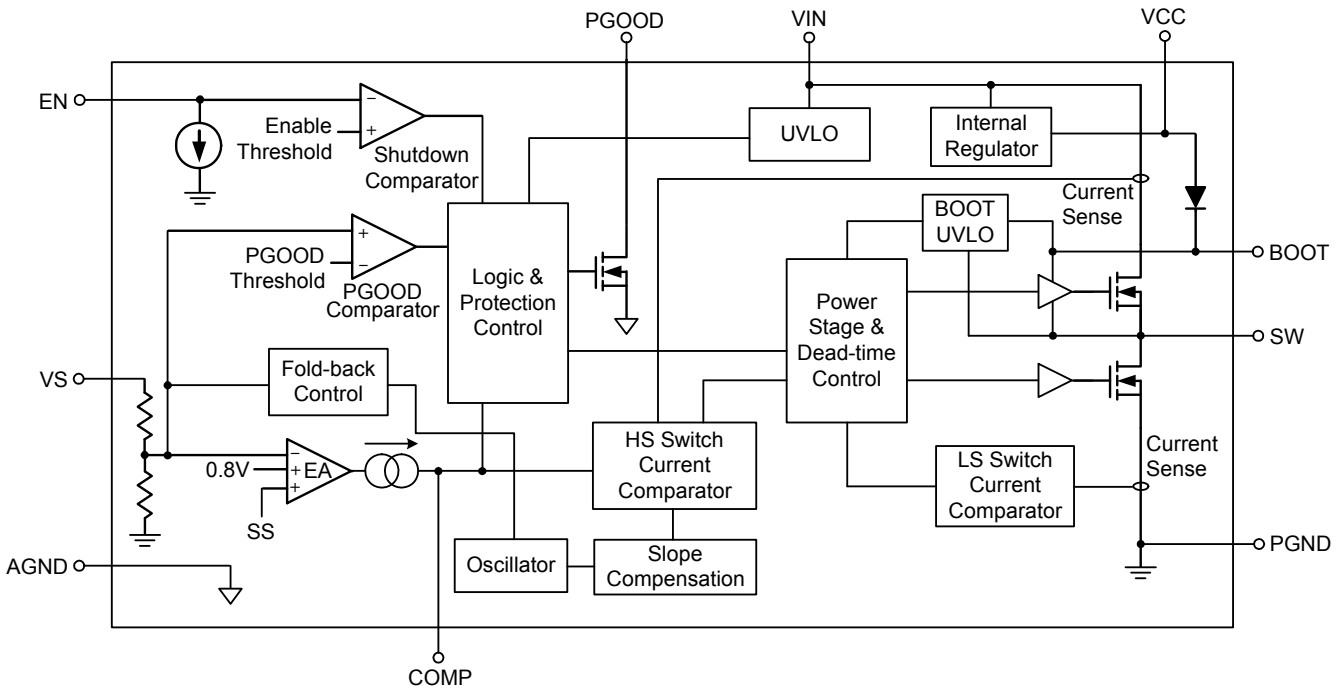 PGOOD
VIN
VCC
EN
Enable
Threshold
−
+
Shutdown
Comparator
UVLO
Internal
Regulator
Current
Sense
BOOT
UVLO
BOOT
PGOOD
Threshold
+
−
PGOOD
Comparator
Logic &
Protection
Control
Power
Stage &
Dead-time
Control
SW
VS
Fold-back
Control
0.8V
−
+
+
EA
SS
HS Switch
Current
Comparator
LS Switch
Current
Comparator
Current
Sense
Oscillator
Slope
Compensation
PGND
AGND
COMP